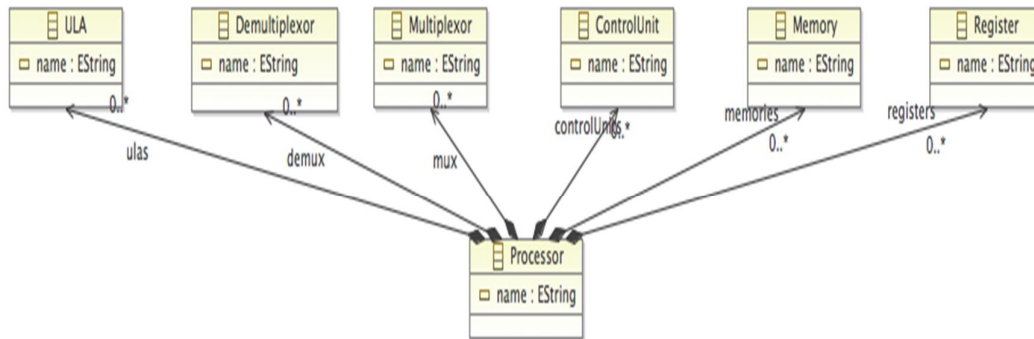 ULA
name : EString
Demultiplexor
name : EString
Multiplexor
name : EString
ControlUnit
name : EString
Memory
name : EString
Register
name : EString
0..*
ulas
0..*
demux
0..*
mux
controlUnits
0..*
memories
0..*
registers
0..*
Processor
name : EString